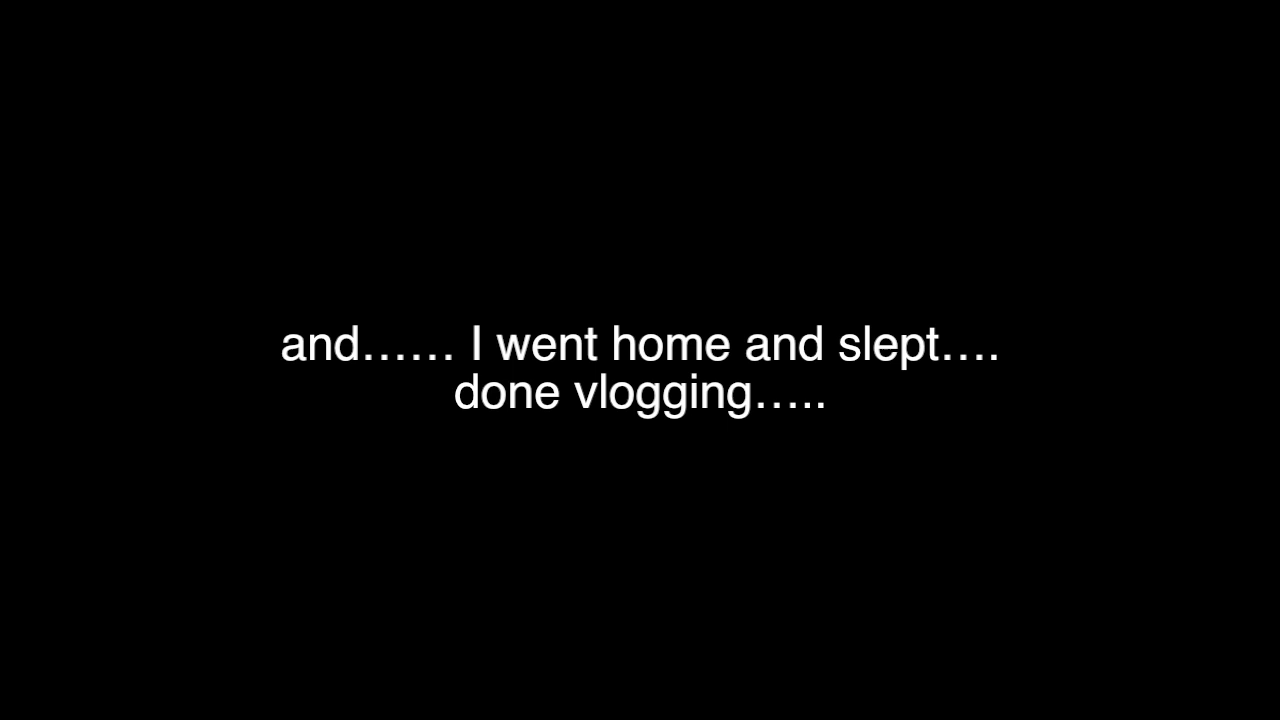 and…… I went home and slept….
done vlogging…..